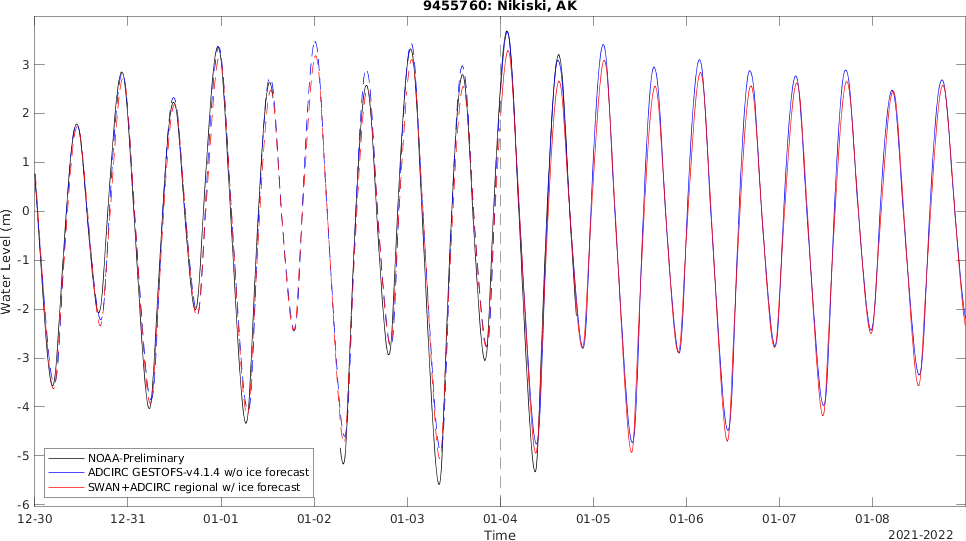 9455760: Nikiski, AK
Water Level (m)
3
2
1
0
-1
-2
-3
-4
-5
-6
NOAA-Preliminary
ADCIRC GESTOFS-v4.1.4 w/o ice forecast
SWAN+ADCIRC regional w/ ice forecast
12-30 12-31 01-01 01-02 01-03 01-04 01-05 01-06 01-07 01-08
Time
2021-2022